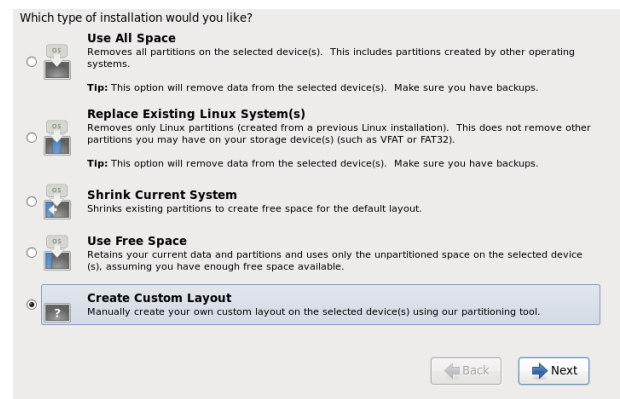 Which type of installation would you like?
OS
Use All Space
Removes all partitions on the selected device(s). This includes partitions created by other operating
systems.
Tip: This option will remove data from the selected device(s). Make sure you have backups.
OS
Replace Existing Linux System(s)
Removes only Linux partitions (created from a previous Linux installation). This does not remove other
partitions you may have on your storage device(s) (such as VFAT or FAT32).
Tip: This option will remove data from the selected device(s). Make sure you have backups.
OS
Shrink Current System
Shrinks existing partitions to create free space for the default layout.
OS
Use Free Space
Retains your current data and partitions and uses only the unpartitioned space on the selected device
(s), assuming you have enough free space available.
?
Create Custom Layout
Manually create your own custom layout on the selected device(s) using our partitioning tool.
Back
Next